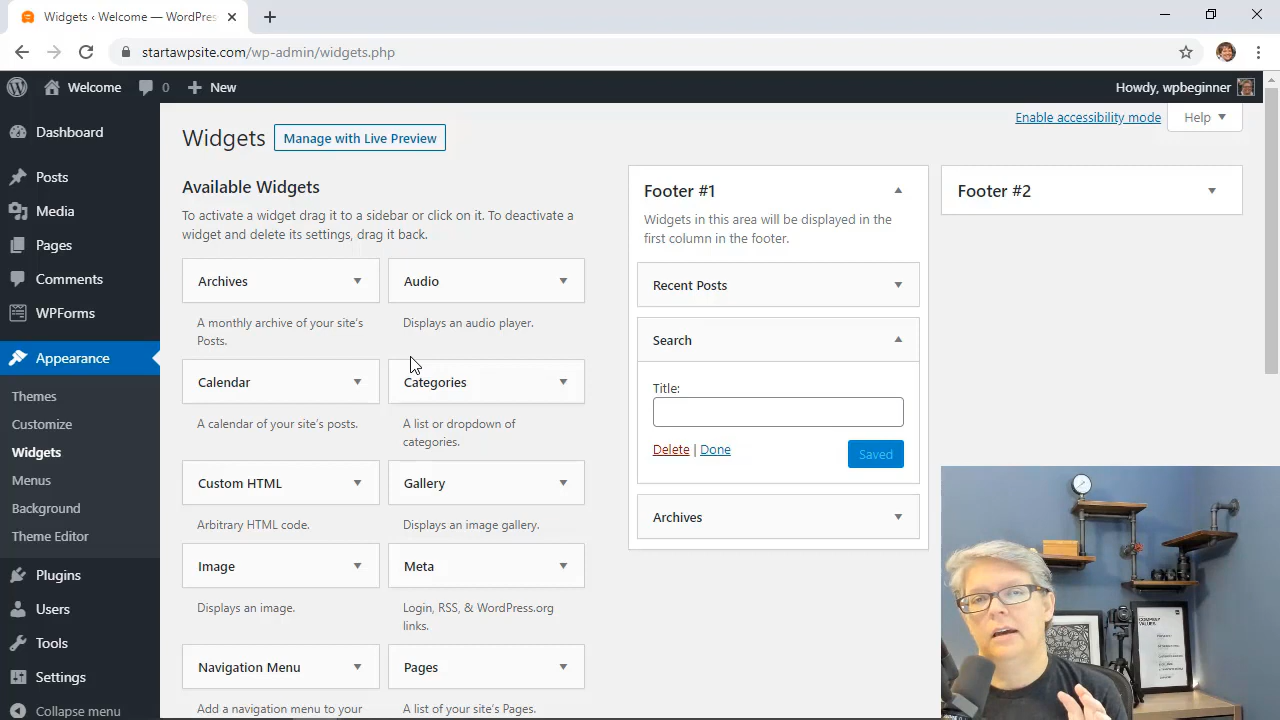 Widgets ‹ Welcome — WordPres
startawpsite.com/wp-admin/widgets.php
Welcome
0
New
Howdy, wpbeginner
Dashboard
Posts
Media
Pages
Comments
WPForms
Appearance
Themes
Customize
Widgets
Menus
Background
Theme Editor
Plugins
Users
Tools
Settings
Collapse menu
Enable accessibility mode
Help
Widgets
Manage with Live Preview
Available Widgets
To activate a widget drag it to a sidebar or click on it. To deactivate a
widget and delete its settings, drag it back.
Archives
A monthly archive of your site’s
Posts.
Audio
Displays an audio player.
Calendar
A calendar of your site’s posts.
Categories
A list or dropdown of
categories.
Custom HTML
Arbitrary HTML code.
Gallery
Displays an image gallery.
Image
Displays an image.
Meta
Login, RSS, & WordPress.org
links.
Navigation Menu
Add a navigation menu to your
Pages
A list of your site’s Pages.
Footer #1
Widgets in this area will be displayed in the
first column in the footer.
Recent Posts
Search
Title:
Delete | Done
Saved
Archives
Footer #2